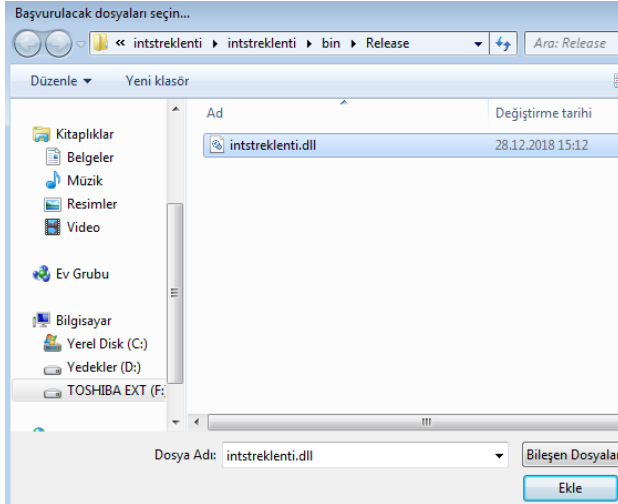 Başvurulacak dosyaları seçin...
« intstreklenti ▸ intstreklenti ▸ bin ▸ Release
Ara: Release
Düzenle ▾ Yeni klasör
Ad
Değiştirme tarihi
Kitaplıklar
Belgeler
Müzik
Resimler
Video
Ev Grubu
Bilgisayar
Yerel Disk (C:)
Yedekler (D:)
TOSHIBA EXT (F:
intstreklenti.dll
28.12.2018 15:12
Dosya Adı: intstreklenti.dll
Bileşen Dosyalar
Ekle